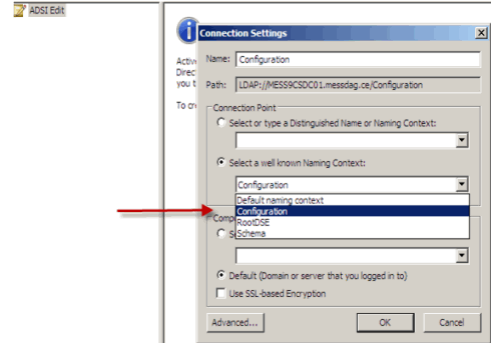 ADSI Edit
Connection Settings
Activ
Direc
you t
To cr
Name: Configuration
Path: LDAP://MESS9CSDC01.messdag.ce/Configuration
Connection Point
Select or type a Distinguished Name or Naming Context:
Select a well known Naming Context:
Configuration
Default naming context
Configuration
RootDSE
Schema
Comp
S
Default (Domain or server that you logged in to)
Use SSL-based Encryption
Advanced...
OK
Cancel